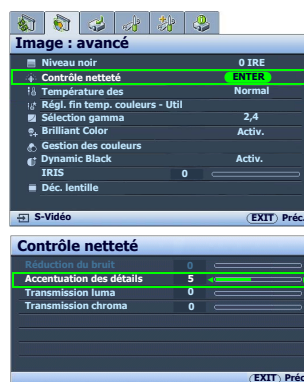 Image : avancé
Niveau noir 0 IRE
Contrôle netteté ENTER
Température des Normal
Régl. fin temp. couleurs - Util
Sélection gamma 2,4
Brilliant Color Activ.
Gestion des couleurs
Dynamic Black Activ.
IRIS 0
Déc. lentille
S-Vidéo EXIT Préc.
Contrôle netteté
Réduction du bruit 0
Accentuation des détails 5
Transmission luma 0
Transmission chroma 0
EXIT Préc